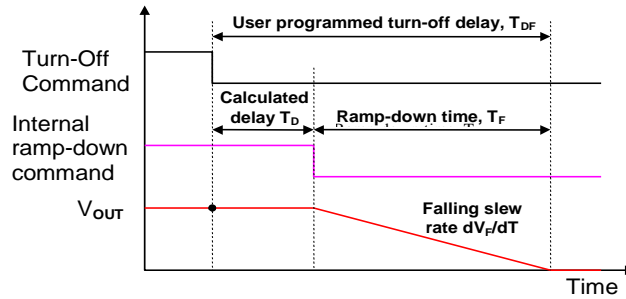 User programmed turn-off delay, TDF
Turn-Off
Command
Calculated
delay TD
Ramp-down time, TF
Internal
ramp-down
command
VOUT
Falling slew
rate dVF/dT
Time